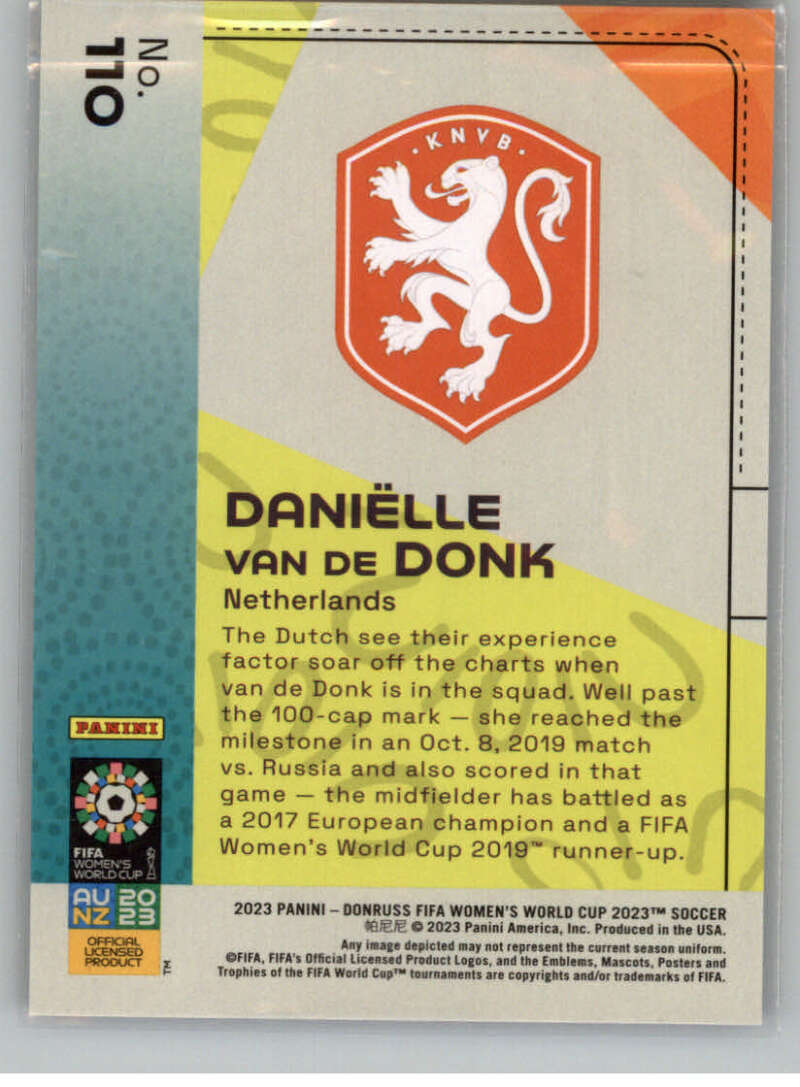 No.
110
· KNVB ·
DANIËLLE
VAN DE DONK
Netherlands
The Dutch see their experience
factor soar off the charts when
van de Donk is in the squad. Well past
the 100-cap mark — she reached the
milestone in an Oct. 8, 2019 match
vs. Russia and also scored in that
game — the midfielder has battled as
a 2017 European champion and a FIFA
Women's World Cup 2019™ runner-up.
PANINI
FIFA
WOMEN'S
WORLD CUP
AU 20
NZ 23
OFFICIAL
LICENSED
PRODUCT
TM
2023 PANINI – DONRUSS FIFA WOMEN'S WORLD CUP 2023™ SOCCER
帕尼尼 © 2023 Panini America, Inc. Produced in the USA.
Any image depicted may not represent the current season uniform.
©FIFA, FIFA's Official Licensed Product Logos, and the Emblems, Mascots, Posters and
Trophies of the FIFA World Cup™ tournaments are copyrights and/or trademarks of FIFA.